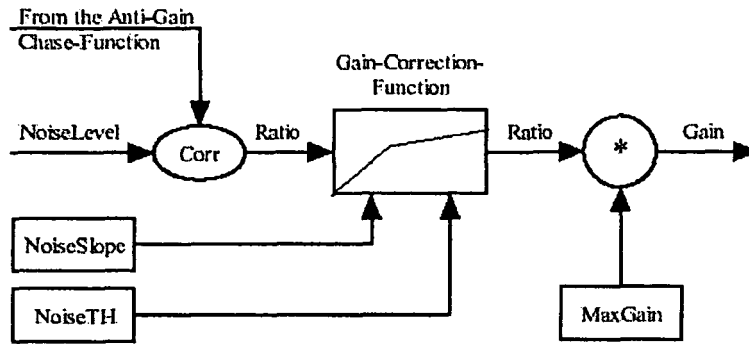 From the Anti-Gain
Chase-Function
Gain-Correction-
Function
NoiseLevel
Corr
Ratio
Ratio
*
Gain
NoiseSlope
NoiseTH
MaxGain